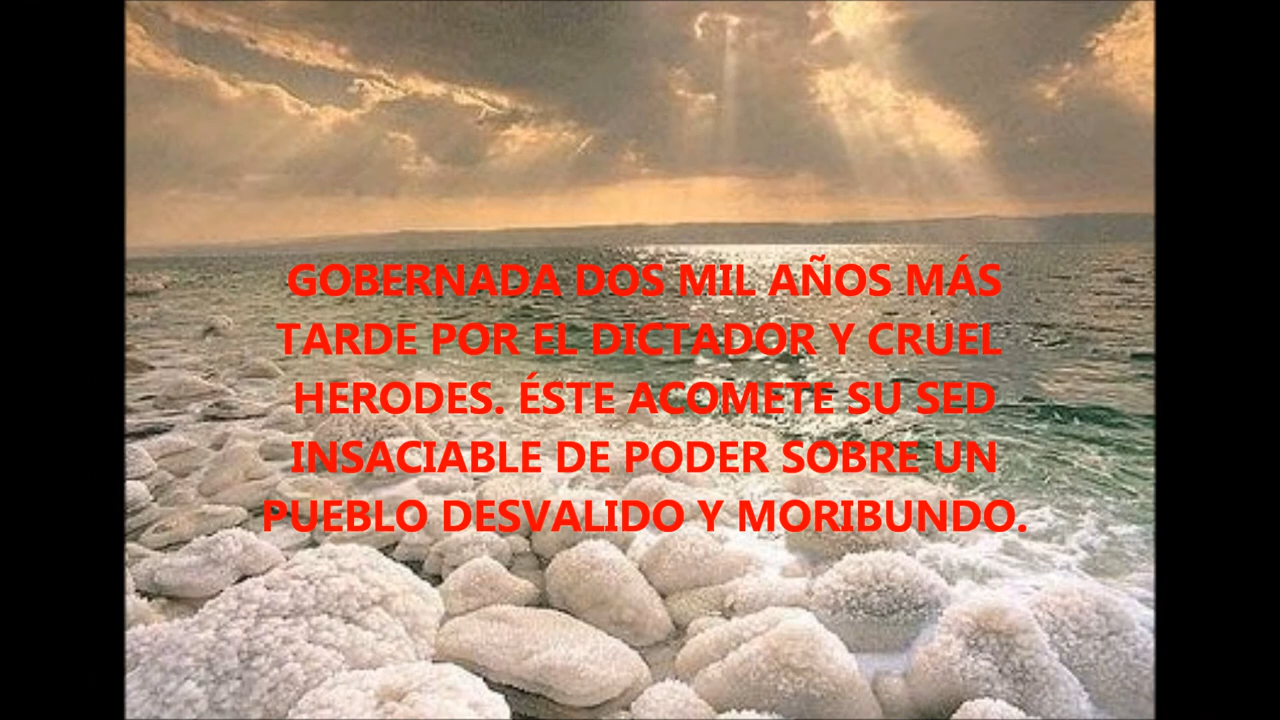 GOBERNADA DOS MIL AÑOS MÁS
TARDE POR EL DICTADOR Y CRUEL
HERODES. ÉSTE ACOMETE SU SED
INSACIABLE DE PODER SOBRE UN
PUEBLO DESVALIDO Y MORIBUNDO.